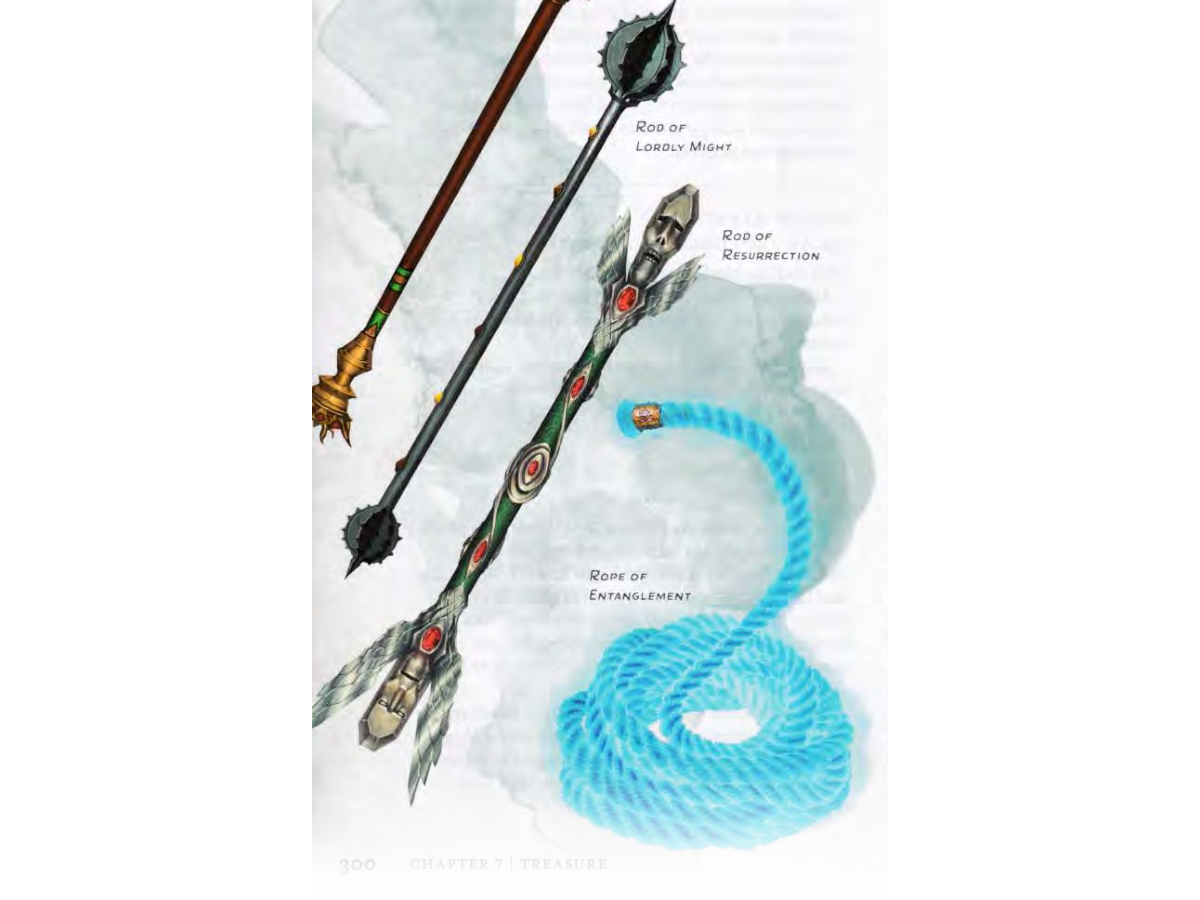 Rod of
Lordly Might
Rod of
Resurrection
Rope of
Entanglement
300 CHAPTER 7 | TREASURE